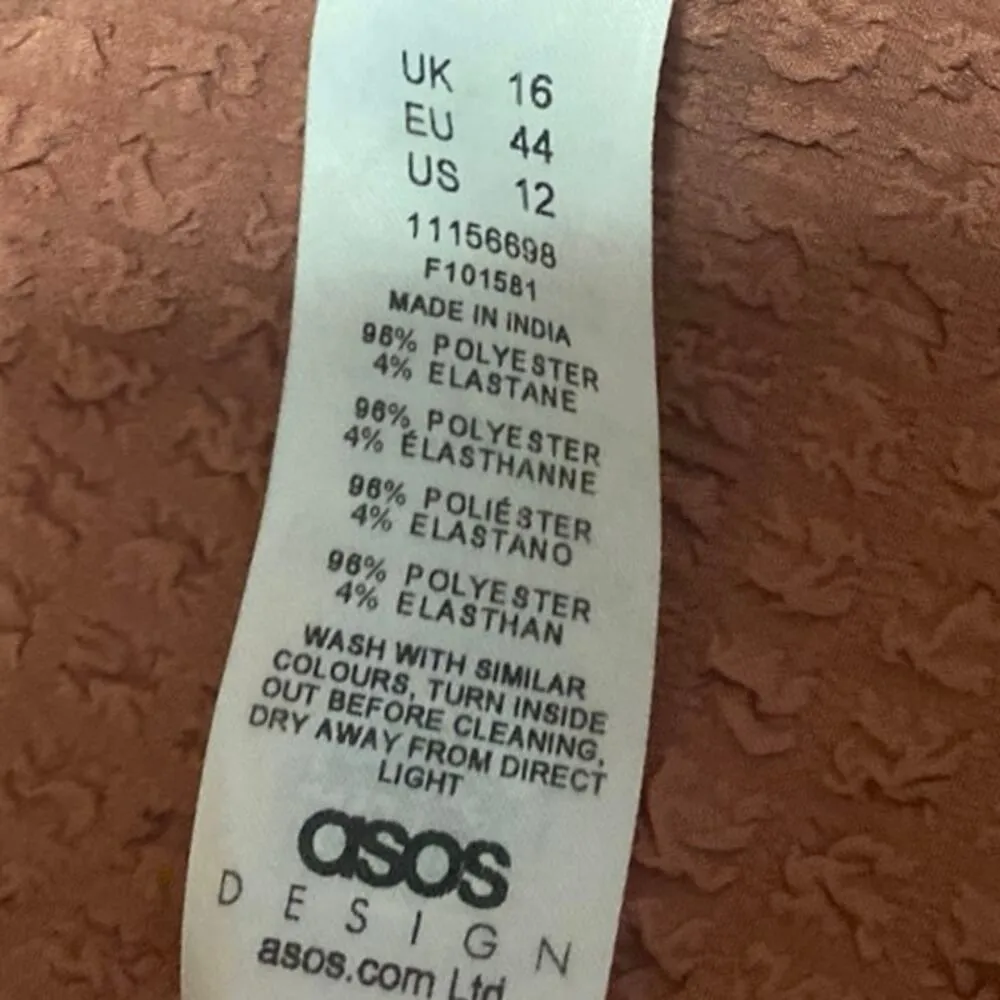 UK 16
EU 44
US 12
11156698
F101581
MADE IN INDIA
96% POLYESTER
4% ELASTANE
96% POLYESTER
4% ÉLASTHANNE
96% POLIÉSTER
4% ELASTANO
96% POLYESTER
4% ELASTHAN
WASH WITH SIMILAR
COLOURS, TURN INSIDE
OUT BEFORE CLEANING,
DRY AWAY FROM DIRECT
LIGHT
asos
DESIGN
asos.com Ltd